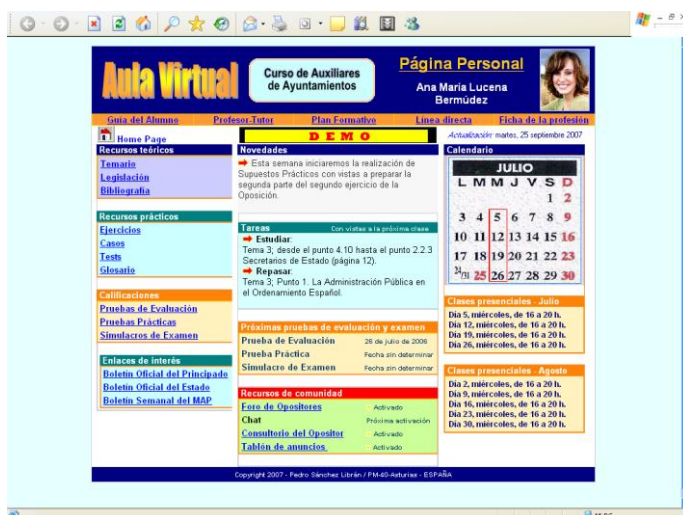 Aula Virtual
Curso de Auxiliares
de Ayuntamientos
Página Personal
Ana María Lucena
Bermúdez
Guía del Alumno Profesor-Tutor Plan Formativo Línea directa Ficha de la profesión
Home Page
DEMO
Actualización: martes, 25 septiembre 2007
Recursos teóricos
Temario
Legislación
Bibliografía
Recursos prácticos
Ejercicios
Casos
Tests
Glosario
Calificaciones
Pruebas de Evaluación
Pruebas Prácticas
Simulacros de Examen
Enlaces de interés
Boletín Oficial del Principado
Boletín Oficial del Estado
Boletín Semanal del MAP
Novedades
Esta semana iniciaremos la realización de
Supuestos Prácticos con vistas a preparar la
segunda parte del segundo ejercicio de la
Oposición.
Tareas Con vistas a la próxima clase
Estudiar:
Tema 3; desde el punto 4.10 hasta el punto 2.2.3
Secretarios de Estado (página 12).
Repasar:
Tema 3; Punto 1. La Administración Pública en
el Ordenamiento Español.
Próximas pruebas de evaluación y examen
Prueba de Evaluación 26 de julio de 2006
Prueba Práctica Fecha sin determinar
Simulacro de Examen Fecha sin determinar
Recursos de comunidad
Foro de Opositores Activado
Chat Próxima activación
Consultorio del Opositor Activado
Tablón de anuncios Activado
Calendario
JULIO
L M M J V S D
1 2
3 4 5 6 7 8 9
10 11 12 13 14 15 16
17 18 19 20 21 22 23
24/31 25 26 27 28 29 30
Clases presenciales - Julio
Día 5, miércoles, de 16 a 20 h.
Día 12, miércoles, de 16 a 20 h.
Día 19, miércoles, de 16 a 20 h.
Día 26, miércoles, de 16 a 20 h.
Clases presenciales - Agosto
Día 2, miércoles, de 16 a 20 h.
Día 9, miércoles, de 16 a 20 h.
Día 16, miércoles, de 16 a 20 h.
Día 23, miércoles, de 16 a 20 h.
Día 30, miércoles, de 16 a 20 h.
Copyright 2007 - Pedro Sánchez Librán / PM-40-Asturias - ESPAÑA